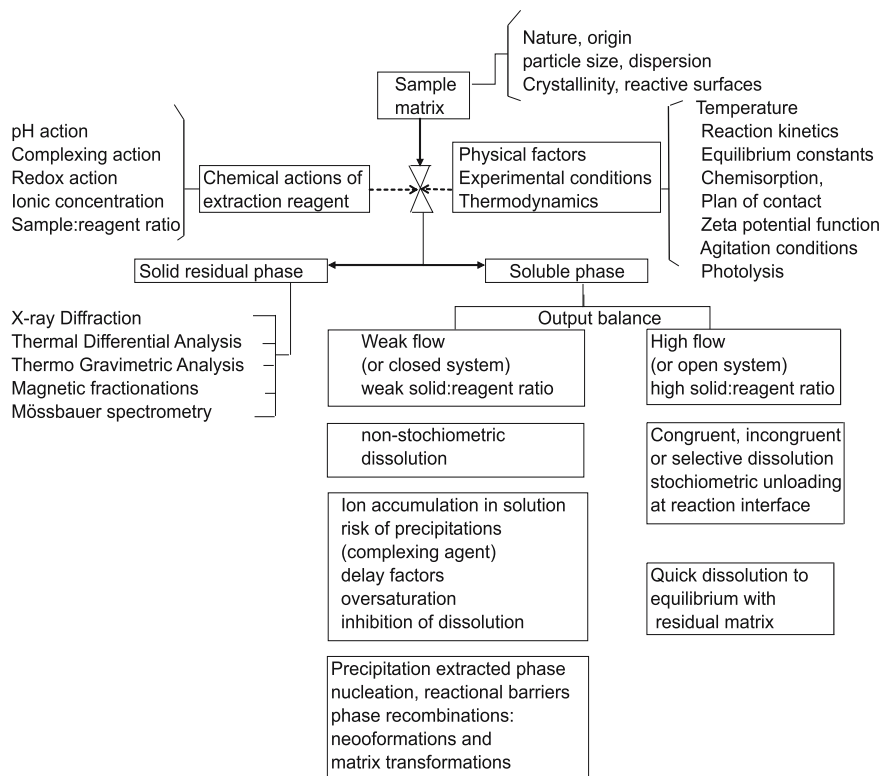 Nature, origin
particle size, dispersion
Crystallinity, reactive surfaces
Sample
matrix
pH action
Complexing action
Redox action
Ionic concentration
Sample:reagent ratio
Chemical actions of
extraction reagent
Physical factors
Experimental conditions
Thermodynamics
Temperature
Reaction kinetics
Equilibrium constants
Chemisorption,
Plan of contact
Zeta potential function
Agitation conditions
Photolysis
Solid residual phase
Soluble phase
X-ray Diffraction
Thermal Differential Analysis
Thermo Gravimetric Analysis
Magnetic fractionations
Mössbauer spectrometry
Output balance
Weak flow
(or closed system)
weak solid:reagent ratio
High flow
(or open system)
high solid:reagent ratio
non-stochiometric
dissolution
Congruent, incongruent
or selective dissolution
stochiometric unloading
at reaction interface
Ion accumulation in solution
risk of precipitations
(complexing agent)
delay factors
oversaturation
inhibition of dissolution
Quick dissolution to
equilibrium with
residual matrix
Precipitation extracted phase
nucleation, reactional barriers
phase recombinations:
neoformations and
matrix transformations